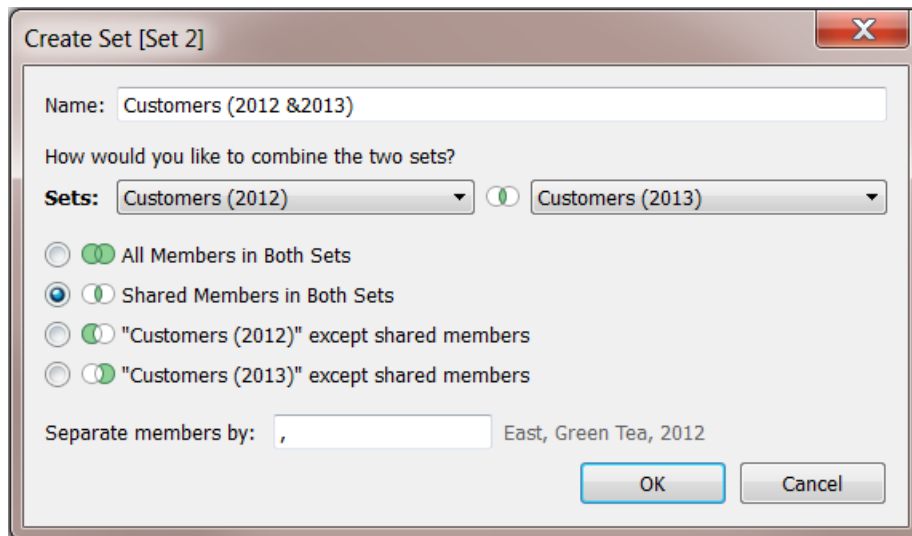 Create Set [Set 2]
Name: Customers (2012 &2013)
How would you like to combine the two sets?
Sets: Customers (2012) Customers (2013)
All Members in Both Sets
Shared Members in Both Sets
"Customers (2012)" except shared members
"Customers (2013)" except shared members
Separate members by: , East, Green Tea, 2012
OK Cancel